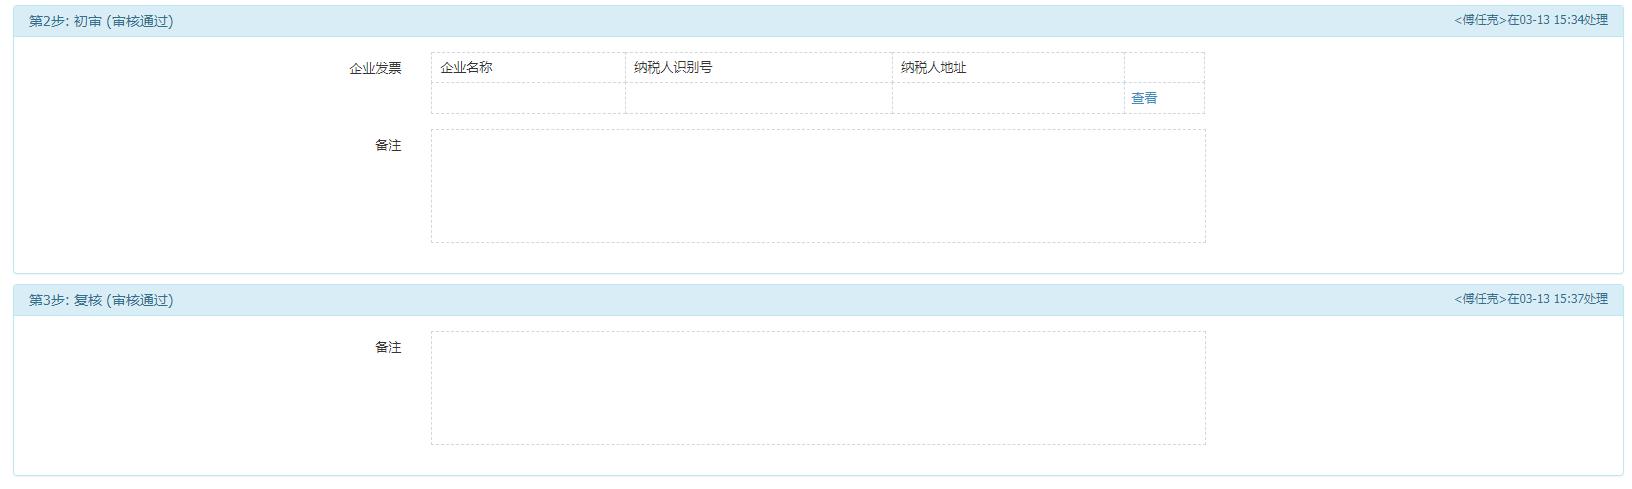 第2步: 初审 (审核通过)
<傅任亮>在03-13 15:34处理
企业发票
企业名称 纳税人识别号 纳税人地址
查看
备注
第3步: 复核 (审核通过)
<傅任亮>在03-13 15:37处理
备注